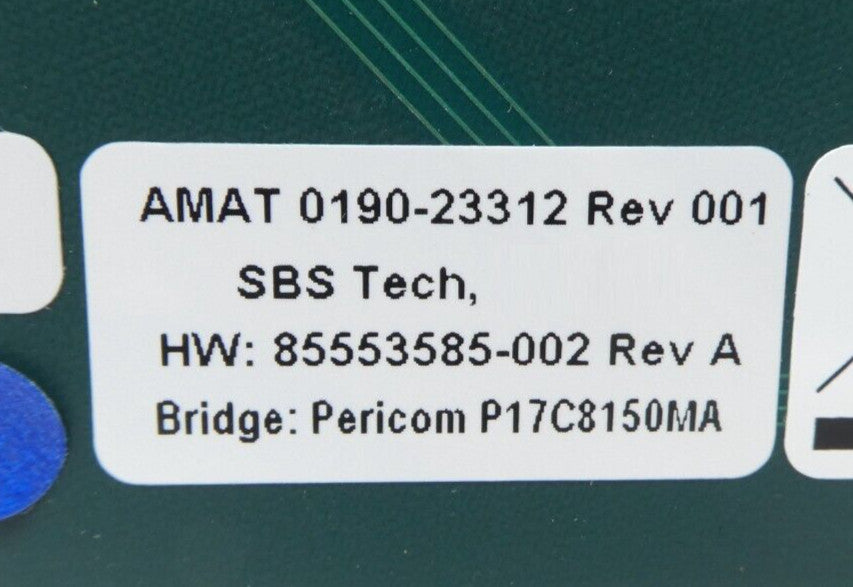 AMAT 0190-23312 Rev 001
SBS Tech,
HW: 85553585-002 Rev A
Bridge: Pericom P17C8150MA